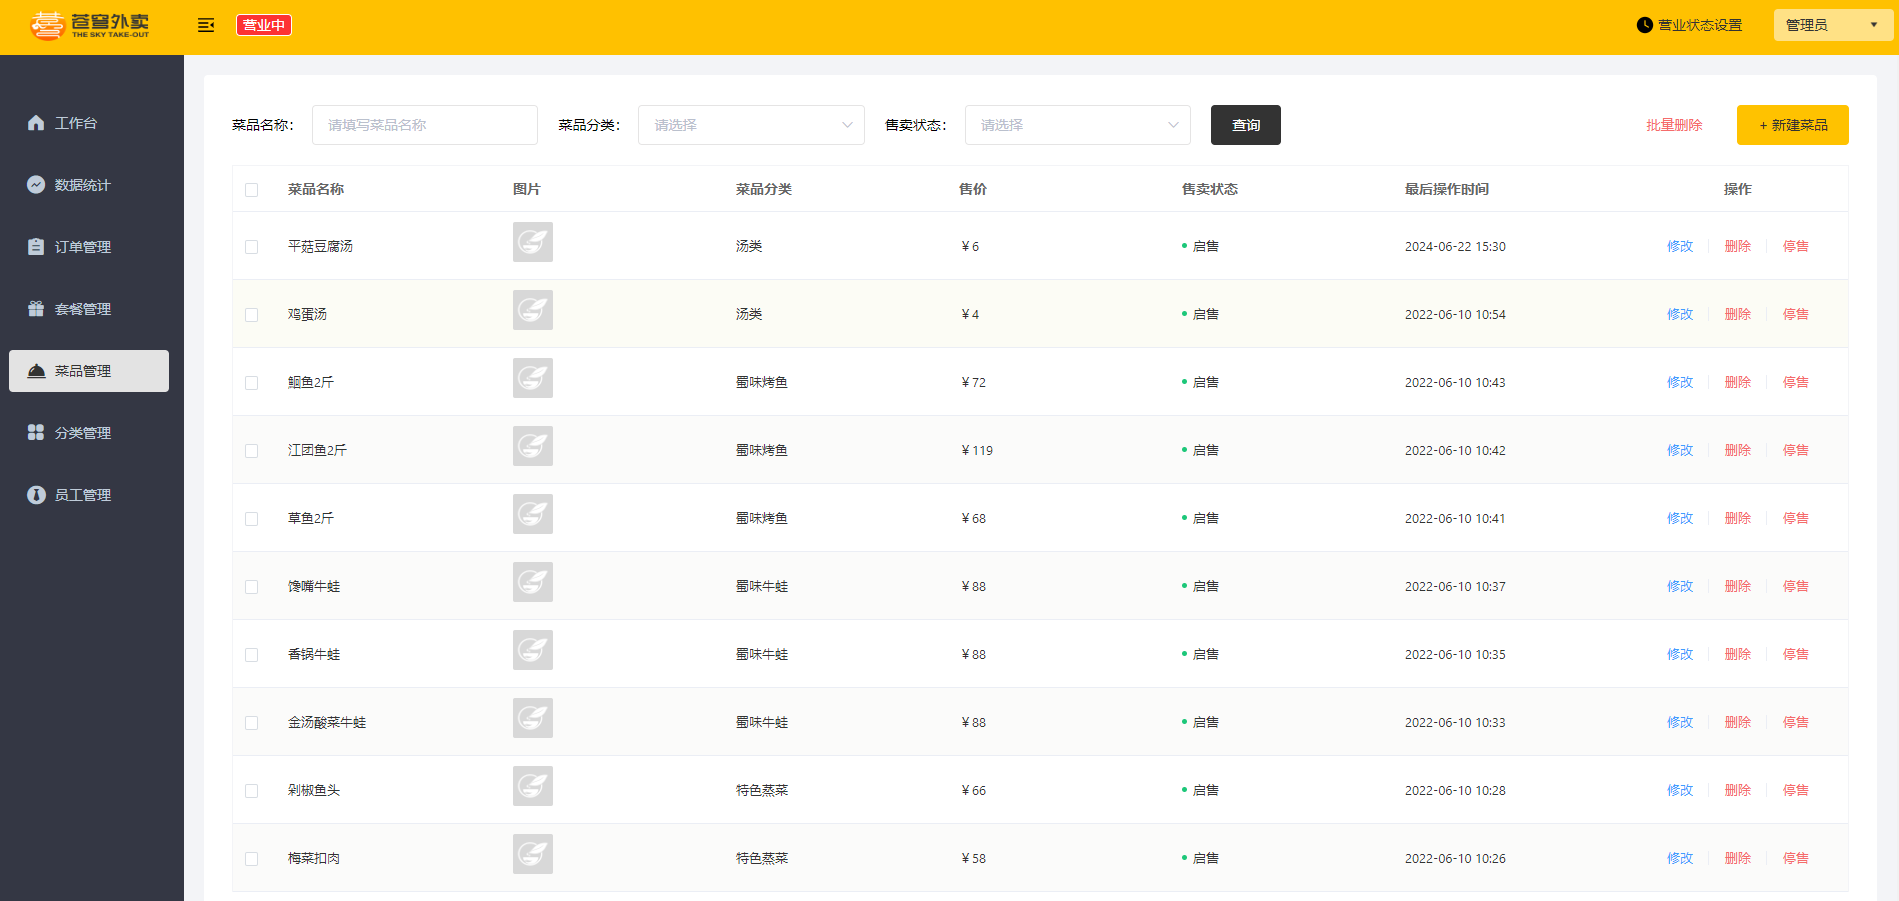 苍穹外卖
THE SKY TAKE-OUT
营业中
营业状态设置
管理员
工作台
数据统计
订单管理
套餐管理
菜品管理
分类管理
员工管理
菜品名称： 请填写菜品名称 菜品分类： 请选择 售卖状态： 请选择 查询 批量删除 + 新建菜品
菜品名称 图片 菜品分类 售价 售卖状态 最后操作时间 操作
平菇豆腐汤 汤类 ￥6 启售 2024-06-22 15:30 修改 删除 停售
鸡蛋汤 汤类 ￥4 启售 2022-06-10 10:54 修改 删除 停售
鮰鱼2斤 蜀味烤鱼 ￥72 启售 2022-06-10 10:43 修改 删除 停售
江团鱼2斤 蜀味烤鱼 ￥119 启售 2022-06-10 10:42 修改 删除 停售
草鱼2斤 蜀味烤鱼 ￥68 启售 2022-06-10 10:41 修改 删除 停售
馋嘴牛蛙 蜀味牛蛙 ￥88 启售 2022-06-10 10:37 修改 删除 停售
香锅牛蛙 蜀味牛蛙 ￥88 启售 2022-06-10 10:35 修改 删除 停售
金汤酸菜牛蛙 蜀味牛蛙 ￥88 启售 2022-06-10 10:33 修改 删除 停售
剁椒鱼头 特色蒸菜 ￥66 启售 2022-06-10 10:28 修改 删除 停售
梅菜扣肉 特色蒸菜 ￥58 启售 2022-06-10 10:26 修改 删除 停售